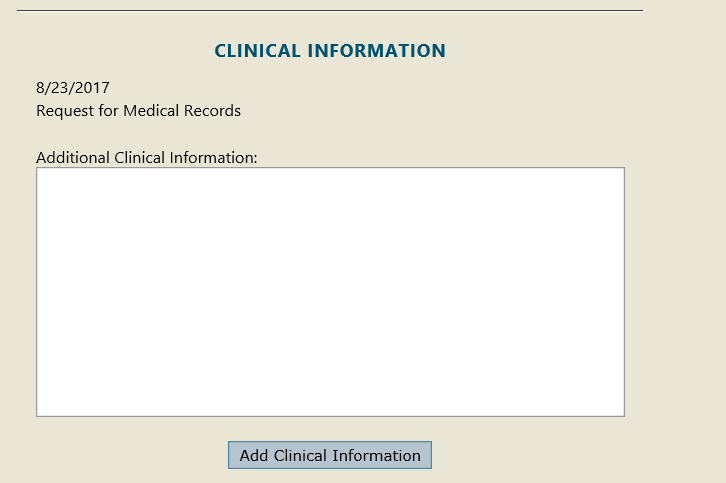 CLINICAL INFORMATION
8/23/2017
Request for Medical Records
Additional Clinical Information:
Add Clinical Information